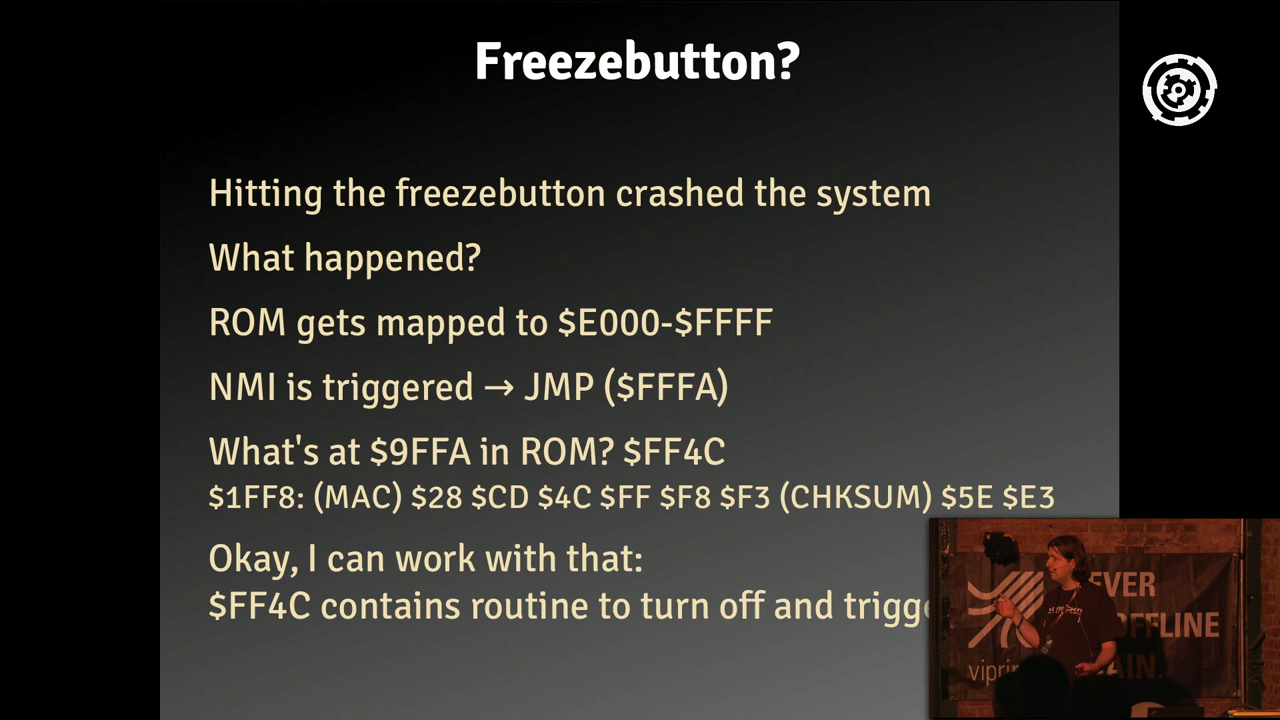 Freezebutton?
Hitting the freezebutton crashed the system
What happened?
ROM gets mapped to $E000-$FFFF
NMI is triggered → JMP ($FFFA)
What's at $9FFA in ROM? $FF4C
$1FF8: (MAC) $28 $CD $4C $FF $F8 $F3 (CHKSUM) $5E $E3
Okay, I can work with that:
$FF4C contains routine to turn off and
EVER
OFFLINE
AIN.